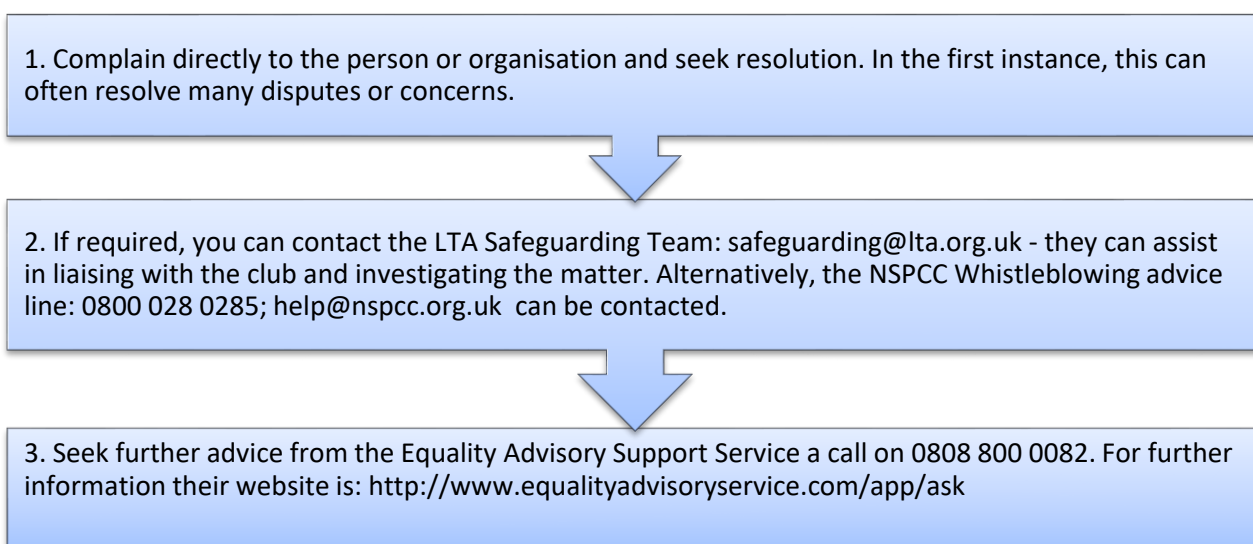 1. Complain directly to the person or organisation and seek resolution. In the first instance, this can
often resolve many disputes or concerns.
2. If required, you can contact the LTA Safeguarding Team: safeguarding@lta.org.uk - they can assist
in liaising with the club and investigating the matter. Alternatively, the NSPCC Whistleblowing advice
line: 0800 028 0285; help@nspcc.org.uk  can be contacted.
3. Seek further advice from the Equality Advisory Support Service a call on 0808 800 0082. For further
information their website is: http://www.equalityadvisoryservice.com/app/ask